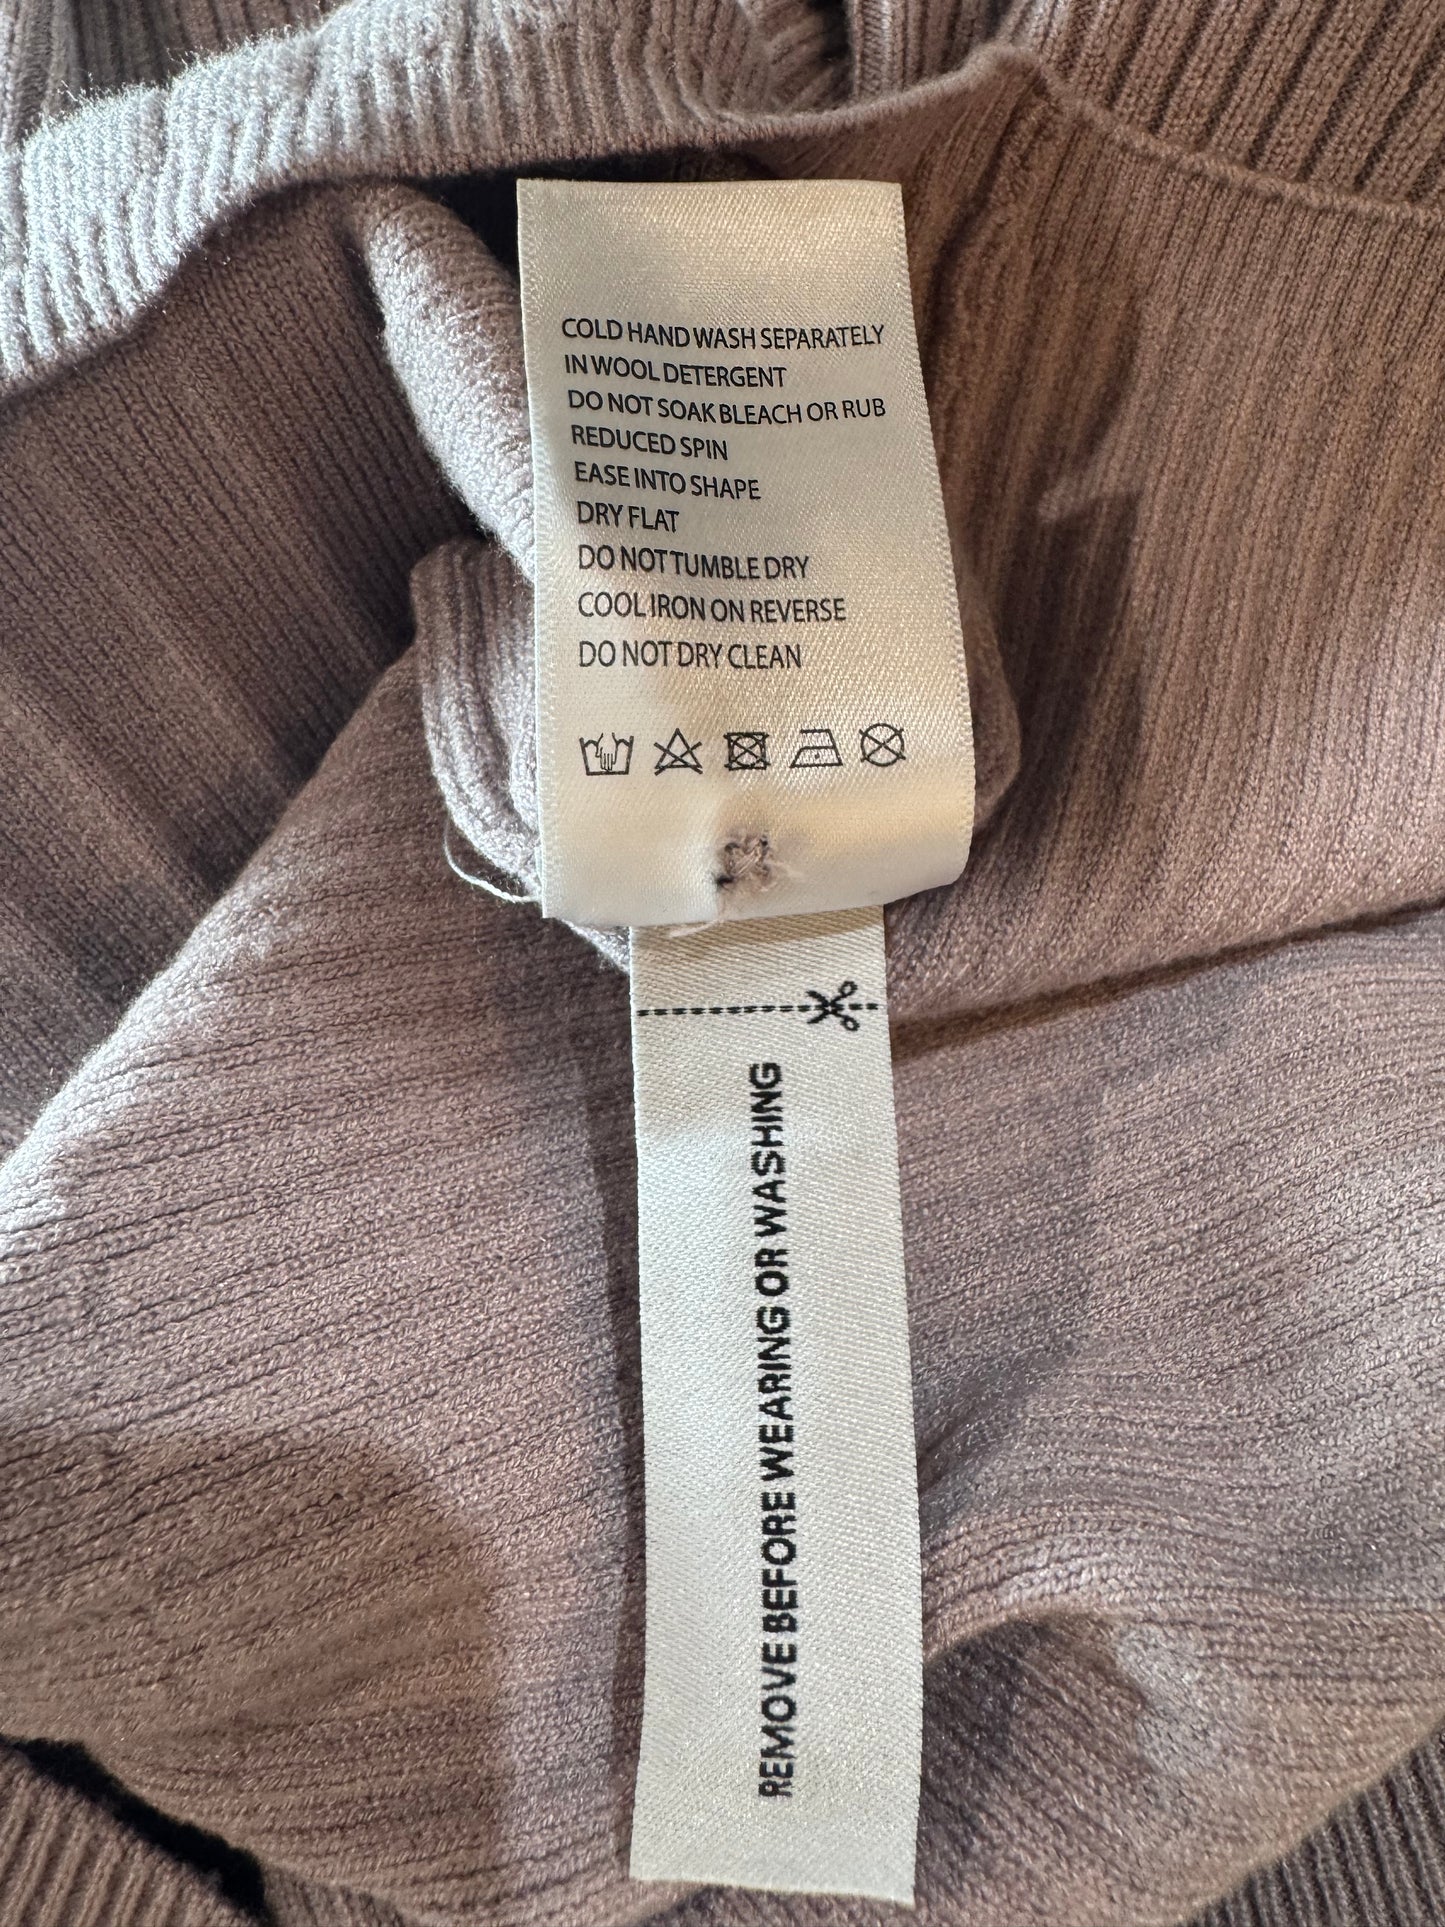 COLD HAND WASH SEPARATELY
IN WOOL DETERGENT
DO NOT SOAK BLEACH OR RUB
REDUCED SPIN
EASE INTO SHAPE
DRY FLAT
DO NOT TUMBLE DRY
COOL IRON ON REVERSE
DO NOT DRY CLEAN
REMOVE BEFORE WEARING OR WASHING